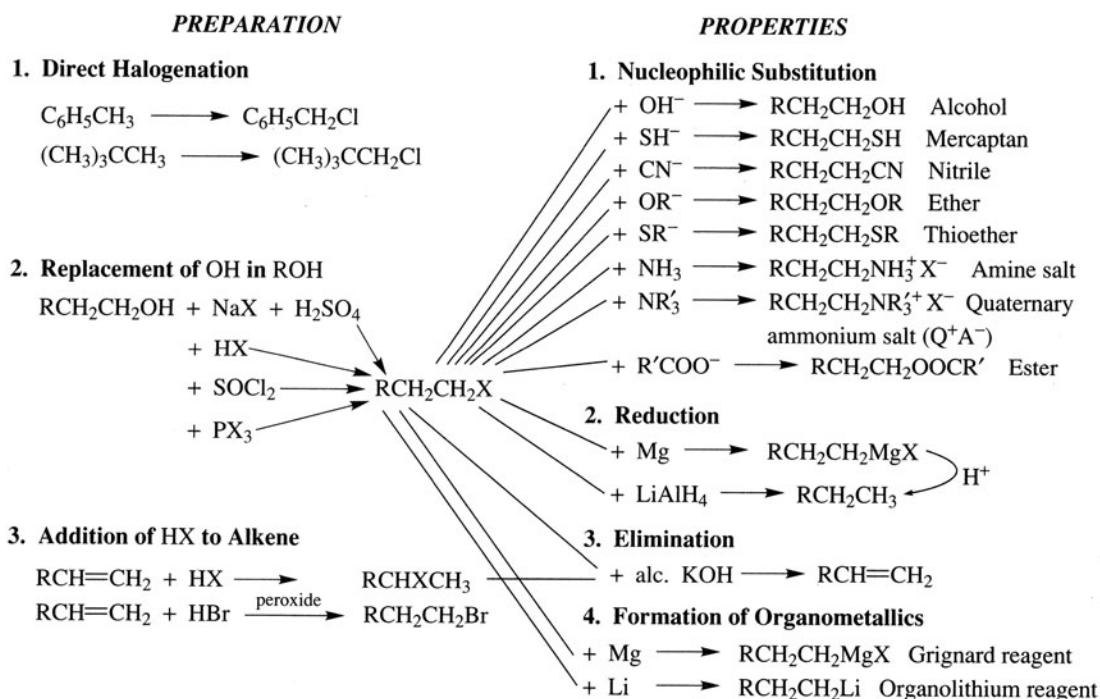 PREPARATION
1. Direct Halogenation
C₆H₅CH₃ ⟶ C₆H₅CH₂Cl
(CH₃)₃CCH₃ ⟶ (CH₃)₃CCH₂Cl
2. Replacement of OH in ROH
RCH₂CH₂OH + NaX + H₂SO₄
+ HX
+ SOCl₂
+ PX₃
RCH₂CH₂X
3. Addition of HX to Alkene
RCH=CH₂ + HX ⟶ RCHXCH₃
RCH=CH₂ + HBr peroxide ⟶ RCH₂CH₂Br
PROPERTIES
1. Nucleophilic Substitution
+ OH⁻ ⟶ RCH₂CH₂OH Alcohol
+ SH⁻ ⟶ RCH₂CH₂SH Mercaptan
+ CN⁻ ⟶ RCH₂CH₂CN Nitrile
+ OR⁻ ⟶ RCH₂CH₂OR Ether
+ SR⁻ ⟶ RCH₂CH₂SR Thioether
+ NH₃ ⟶ RCH₂CH₂NH₃⁺X⁻ Amine salt
+ NR′₃ ⟶ RCH₂CH₂NR′₃⁺X⁻ Quaternary
ammonium salt (Q⁺A⁻)
+ R′COO⁻ ⟶ RCH₂CH₂OOCR′ Ester
2. Reduction
+ Mg ⟶ RCH₂CH₂MgX
H⁺
+ LiAlH₄ ⟶ RCH₂CH₃
3. Elimination
+ alc. KOH ⟶ RCH=CH₂
4. Formation of Organometallics
+ Mg ⟶ RCH₂CH₂MgX Grignard reagent
+ Li ⟶ RCH₂CH₂Li Organolithium reagent